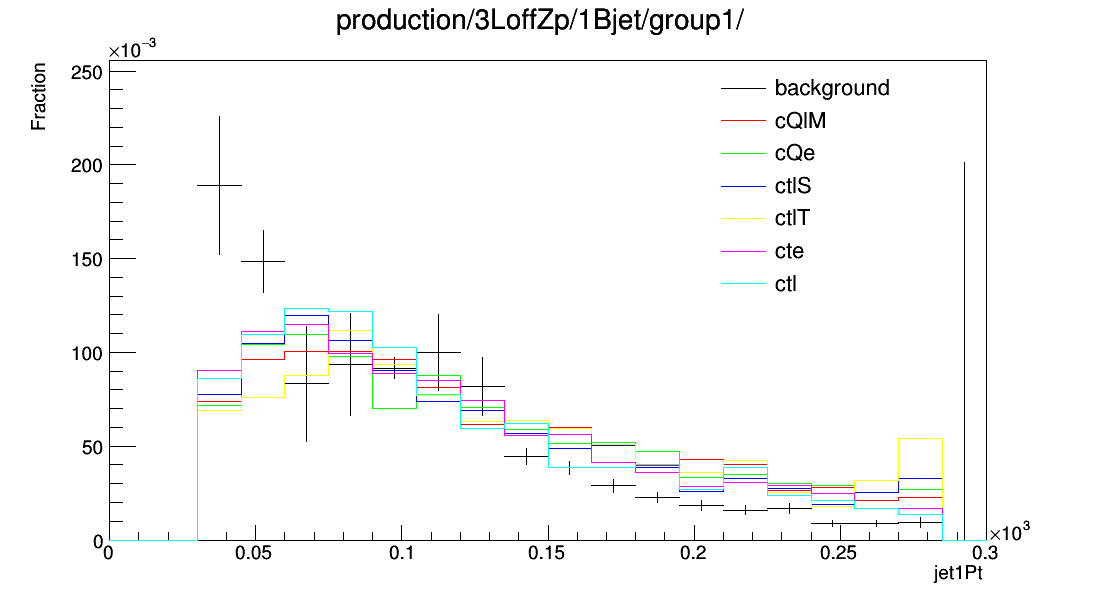 production/3LoffZp/1Bjet/group1/
×10−3
Fraction
250
200
150
100
50
0
background
cQlM
cQe
ctlS
ctlT
cte
ctl
0 0.05 0.1 0.15 0.2 0.25 0.3
×103
jet1Pt